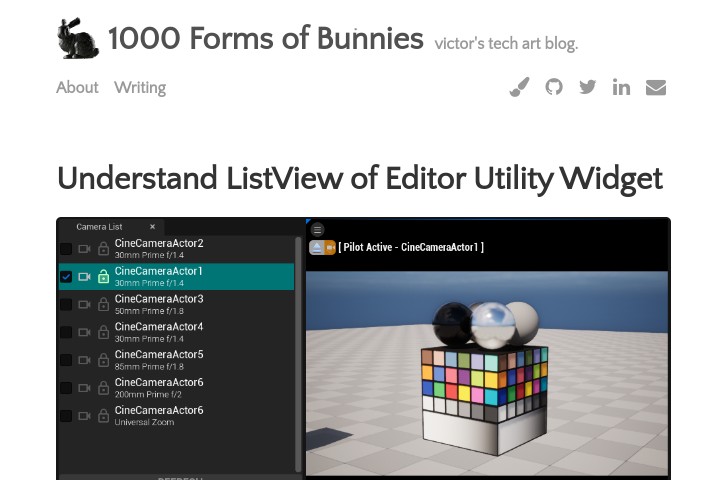 1000 Forms of Bunnies victor's tech art blog.
About Writing
Understand ListView of Editor Utility Widget
Camera List
CineCameraActor2
30mm Prime f/1.4
CineCameraActor1
30mm Prime f/1.4
CineCameraActor3
50mm Prime f/1.8
CineCameraActor4
30mm Prime f/1.4
CineCameraActor5
85mm Prime f/1.8
CineCameraActor6
200mm Prime f/2
CineCameraActor6
Universal Zoom
[ Pilot Active - CineCameraActor1 ]